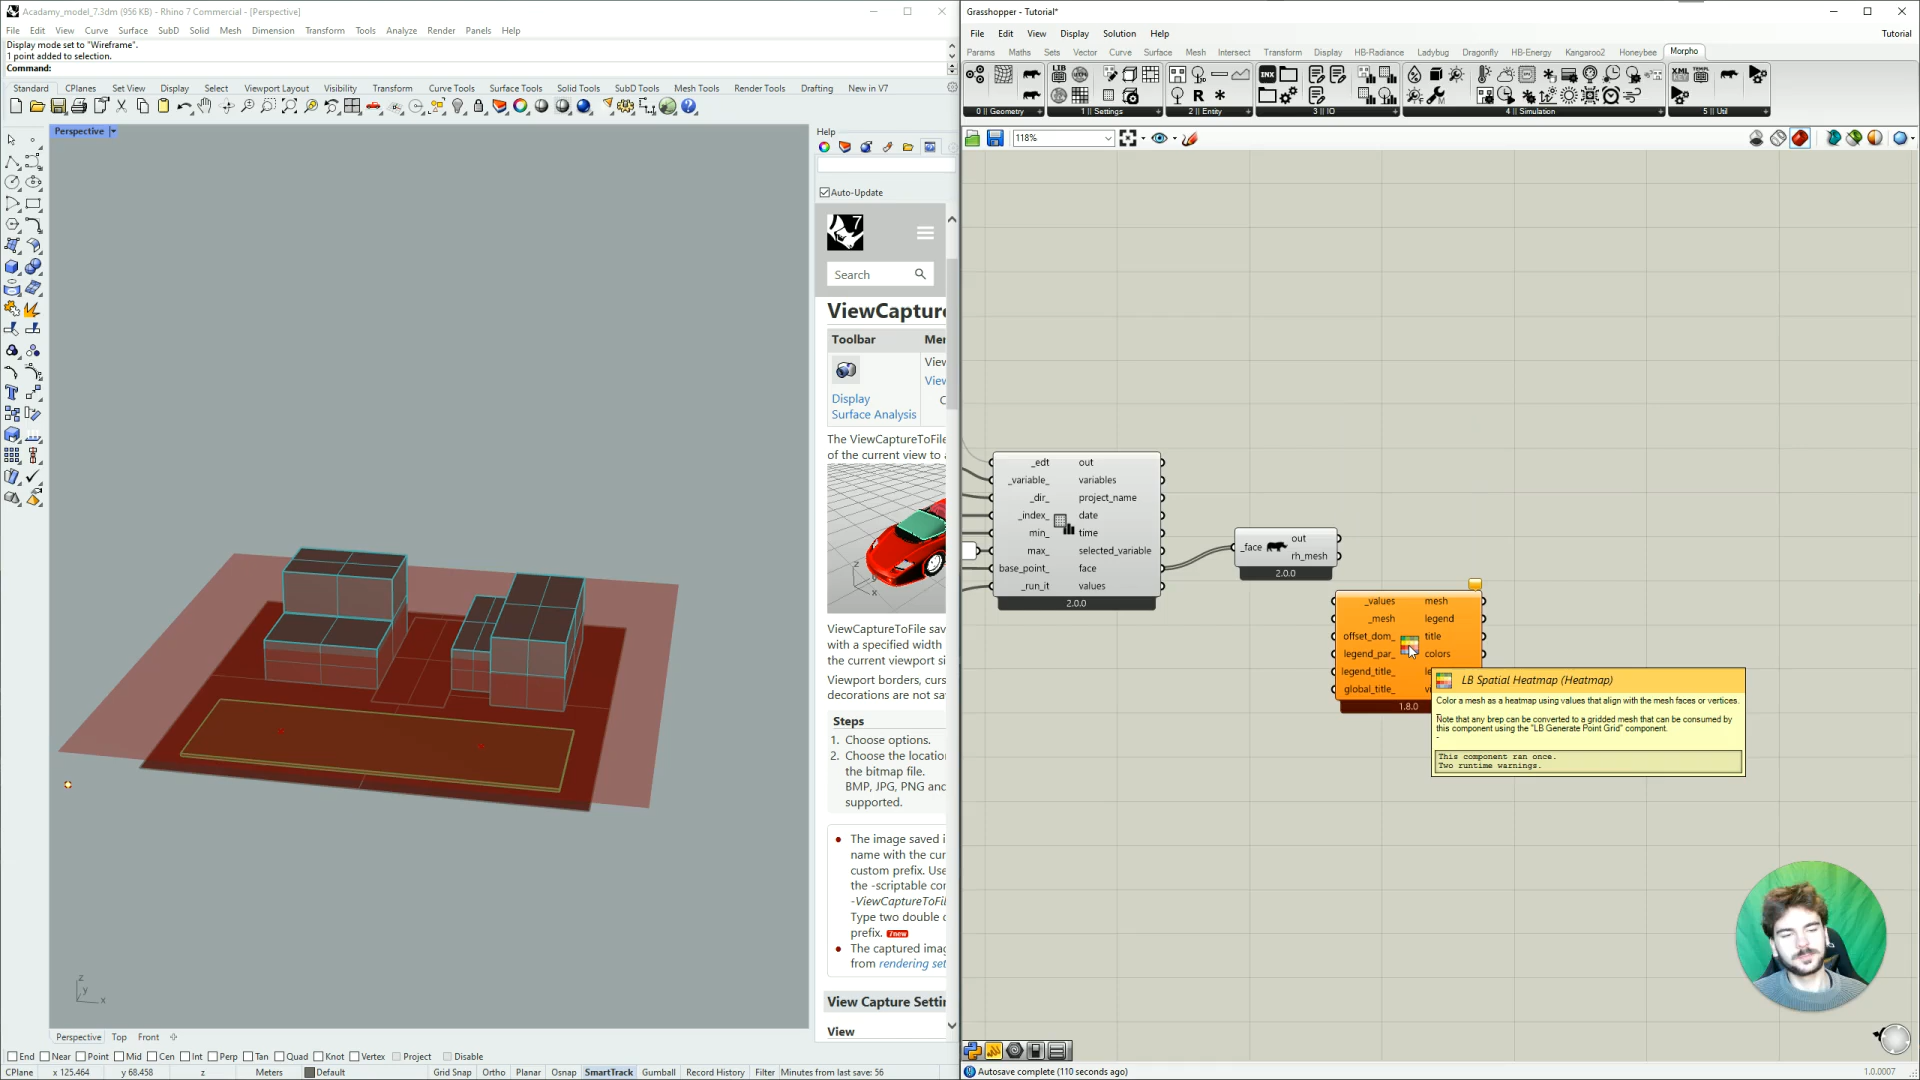 Acadamy_model_7.3dm (956 KB) - Rhino 7 Commercial - [Perspective]
File Edit View Curve Surface SubD Solid Mesh Dimension Transform Tools Analyze Render Panels Help
Display mode set to "Wireframe".
1 point added to selection.
Command:
Standard CPlanes Set View Display Select Viewport Layout Visibility Transform Curve Tools Surface Tools Solid Tools SubD Tools Mesh Tools Render Tools Drafting New in V7
Perspective
Help
Auto-Update
7
Search
ViewCapture
Toolbar Mer
View
View
C
Display
Surface Analysis
The ViewCaptureToFile
of the current view to a
z
y
x
ViewCaptureToFile sav
with a specified width
the current viewport si
Viewport borders, curs
decorations are not sav
Steps
1. Choose options.
2. Choose the location
the bitmap file.
BMP, JPG, PNG and
supported.
The image saved i
name with the cur
custom prefix. Use
the -scriptable cor
-ViewCaptureToFil
Type two double c
prefix. 7new
The captured imag
from rendering set
View Capture Settin
View
z
y
x
Perspective Top Front
End Near Point Mid Cen Int Perp Tan Quad Knot Vertex Project Disable
CPlane x 125.464 y 68.458 z Meters Default Grid Snap Ortho Planar Osnap SmartTrack Gumball Record History Filter Minutes from last save: 56
Grasshopper - Tutorial*
File Edit View Display Solution Help Tutorial
Params Maths Sets Vector Curve Surface Mesh Intersect Transform Display HB-Radiance Ladybug Dragonfly HB-Energy Kangaroo2 Honeybee Morpho
0 || Geometry 1 || Settings 2 || Entity 3 || IO 4 || Simulation 5 || Util
118%
_edt out
_variable_ variables
_dir_ project_name
_index_ date
min_ time
max_ selected_variable
base_point_ face
_run_it values
2.0.0
_face out
rh_mesh
2.0.0
_values mesh
_mesh legend
offset_dom_ title
legend_par_ colors
legend_title_
global_title_
1.8.0
LB Spatial Heatmap (Heatmap)
Color a mesh as a heatmap using values that align with the mesh faces or vertices.
_
Note that any brep can be converted to a gridded mesh that can be consumed by
this component using the "LB Generate Point Grid" component.
-
This component ran once.
Two runtime warnings.
Autosave complete (110 seconds ago)
1.0.0007